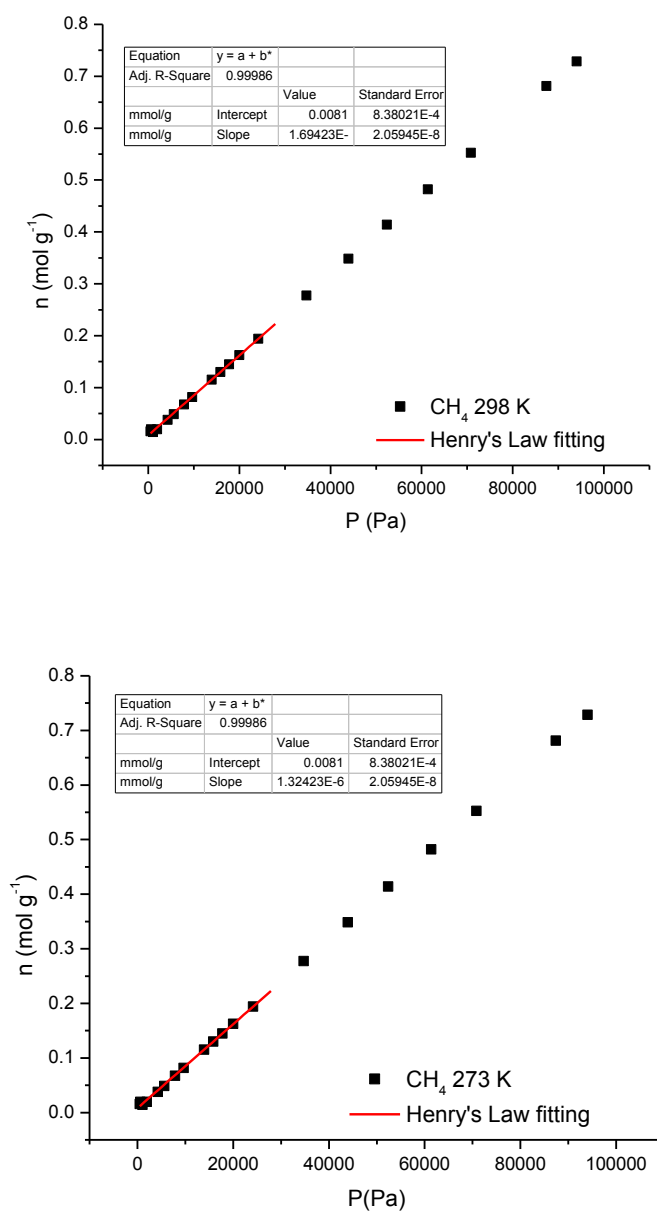 0.8
Equation y = a + b*
Adj. R-Square 0.99986
Value Standard Error
mmol/g Intercept 0.0081 8.38021E-4
mmol/g Slope 1.69423E- 2.05945E-8
0.7
0.6
0.5
0.4
0.3
0.2
0.1
0.0
n (mol g⁻¹)
CH₄ 298 K
Henry's Law fitting
0 20000 40000 60000 80000 100000
P (Pa)
0.8
Equation y = a + b*
Adj. R-Square 0.99986
Value Standard Error
mmol/g Intercept 0.0081 8.38021E-4
mmol/g Slope 1.32423E-6 2.05945E-8
0.7
0.6
0.5
0.4
0.3
0.2
0.1
0.0
n (mol g⁻¹)
CH₄ 273 K
Henry's Law fitting
0 20000 40000 60000 80000 100000
P(Pa)